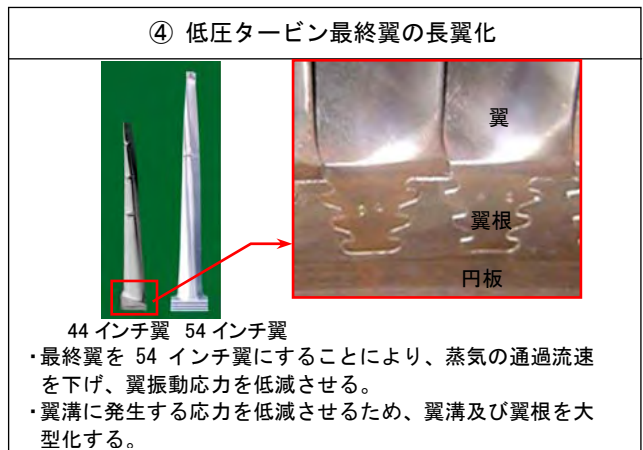 ④ 低圧タービン最終翼の長翼化
翼
翼根
円板
44 インチ翼 54 インチ翼
・最終翼を 54 インチ翼にすることにより、蒸気の通過流速
を下げ、翼振動応力を低減させる。
・翼溝に発生する応力を低減させるため、翼溝及び翼根を大
型化する。